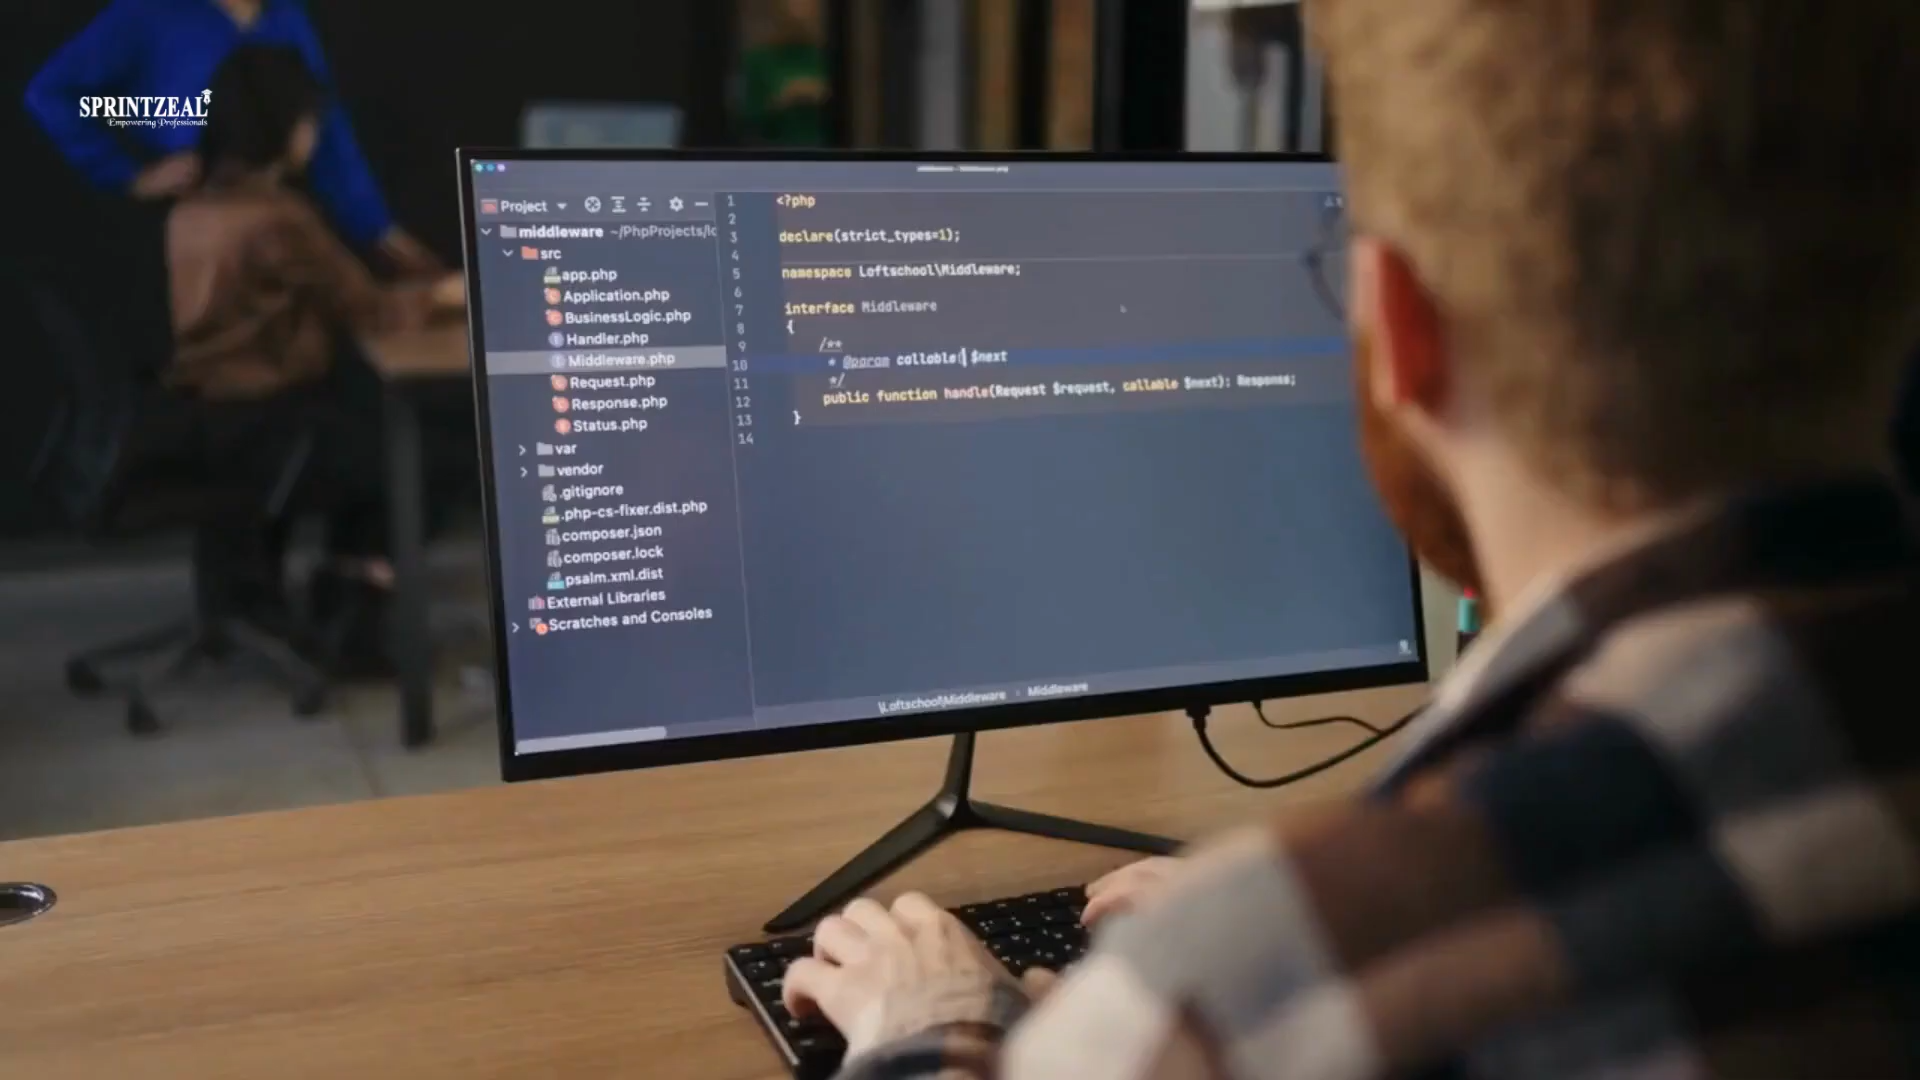 SPRINTZEAL
Empowering Professionals
Project
middleware ~/PhpProjects/lo
src
app.php
Application.php
BusinessLogic.php
Handler.php
Middleware.php
Request.php
Response.php
Status.php
var
vendor
.gitignore
.php-cs-fixer.dist.php
composer.json
composer.lock
psalm.xml.dist
External Libraries
Scratches and Consoles
1 <?php
2
3 declare(strict_types=1);
4
5 namespace Loftschool\Middleware;
6
7 interface Middleware
8 {
9 /**
10 * @param callable( $next
11 */
12 public function handle(Request $request, callable $next): Response;
13 }
14
\Loftschool\Middleware › Middleware